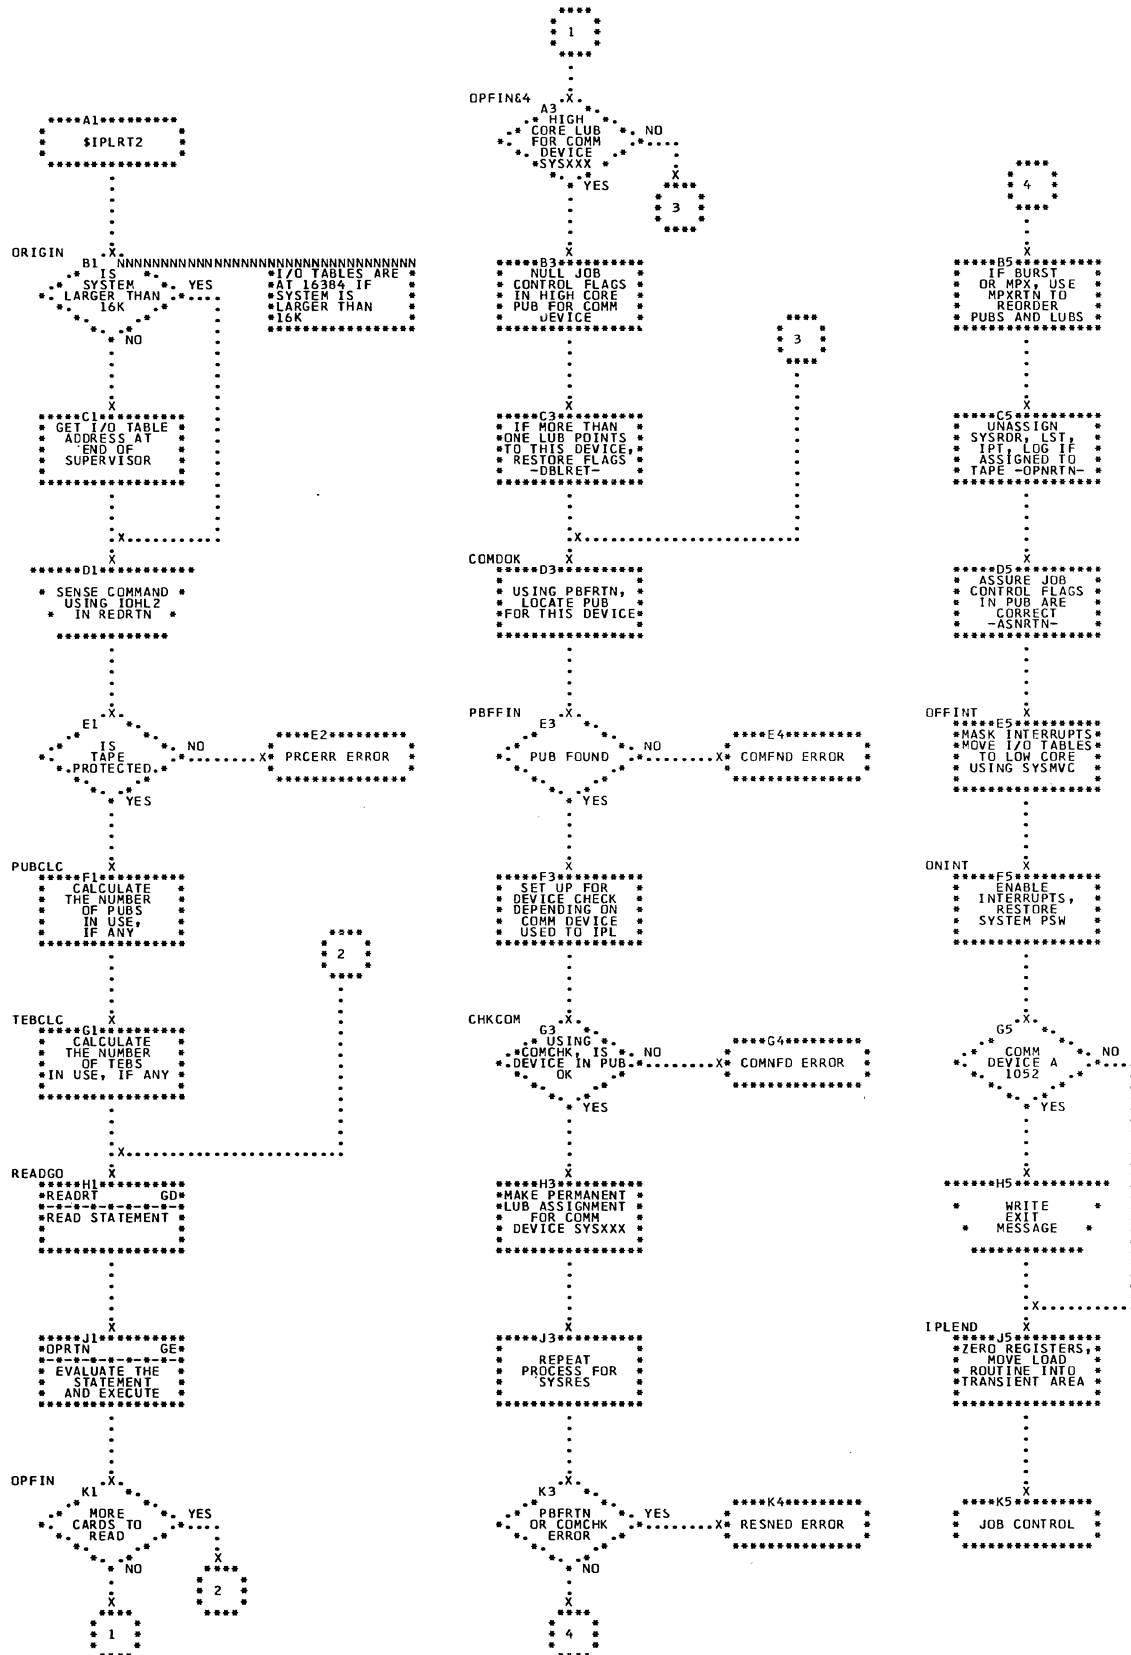 A1
$IPLRT2
ORIGIN
B1
IS
SYSTEM
LARGER THAN
16K
YES
NO
NNNNNNNNNNNNNNNNNNNNNNNNNNNNNNNNNNNNNNNNN
I/O TABLES ARE
AT 16384 IF
SYSTEM IS
LARGER THAN
16K
C1
GET I/O TABLE
ADDRESS AT
END OF
SUPERVISOR
D1
SENSE COMMAND
USING IOHL2
IN REDRTN
E1
IS
TAPE
PROTECTED
NO
YES
E2
PRCERR ERROR
PUBCLC
F1
CALCULATE
THE NUMBER
OF PUBS
IN USE,
IF ANY
2
TEBCLC
G1
CALCULATE
THE NUMBER
OF TEBS
IN USE, IF ANY
READGO
H1
READRT GD
READ STATEMENT
J1
OPRTN GE
EVALUATE THE
STATEMENT
AND EXECUTE
OPFIN
K1
MORE
CARDS TO
READ
YES
NO
2
1
1
OPFIN&4
A3
HIGH
CORE LUB
FOR COMM
DEVICE
SYSXXX
NO
YES
3
B3
NULL JOB
CONTROL FLAGS
IN HIGH CORE
PUB FOR COMM
DEVICE
3
C3
IF MORE THAN
ONE LUB POINTS
TO THIS DEVICE,
RESTORE FLAGS
-DBLRET-
COMDOK
D3
USING PBFRTN,
LOCATE PUB
FOR THIS DEVICE
PBFFIN
E3
PUB FOUND
NO
YES
E4
COMFND ERROR
F3
SET UP FOR
DEVICE CHECK
DEPENDING ON
COMM DEVICE
USED TO IPL
CHKCOM
G3
USING
COMCHK, IS
DEVICE IN PUB
OK
NO
YES
G4
COMNFD ERROR
H3
MAKE PERMANENT
LUB ASSIGNMENT
FOR COMM
DEVICE SYSXXX
J3
REPEAT
PROCESS FOR
SYSRES
K3
PBFRTN
OR COMCHK
ERROR
YES
NO
K4
RESNED ERROR
4
4
B5
IF BURST
OR MPX, USE
MPXRTN TO
REORDER
PUBS AND LUBS
C5
UNASSIGN
SYSRDR, LST,
IPT, LOG IF
ASSIGNED TO
TAPE -OPNRTN-
D5
ASSURE JOB
CONTROL FLAGS
IN PUB ARE
CORRECT
-ASNRTN-
OFFINT
E5
MASK INTERRUPTS
MOVE I/O TABLES
TO LOW CORE
USING SYSMVC
ONINT
F5
ENABLE
INTERRUPTS,
RESTORE
SYSTEM PSW
G5
COMM
DEVICE A
1052
NO
YES
H5
WRITE
EXIT
MESSAGE
IPLEND
J5
ZERO REGISTERS,
MOVE LOAD
ROUTINE INTO
TRANSIENT AREA
K5
JOB CONTROL